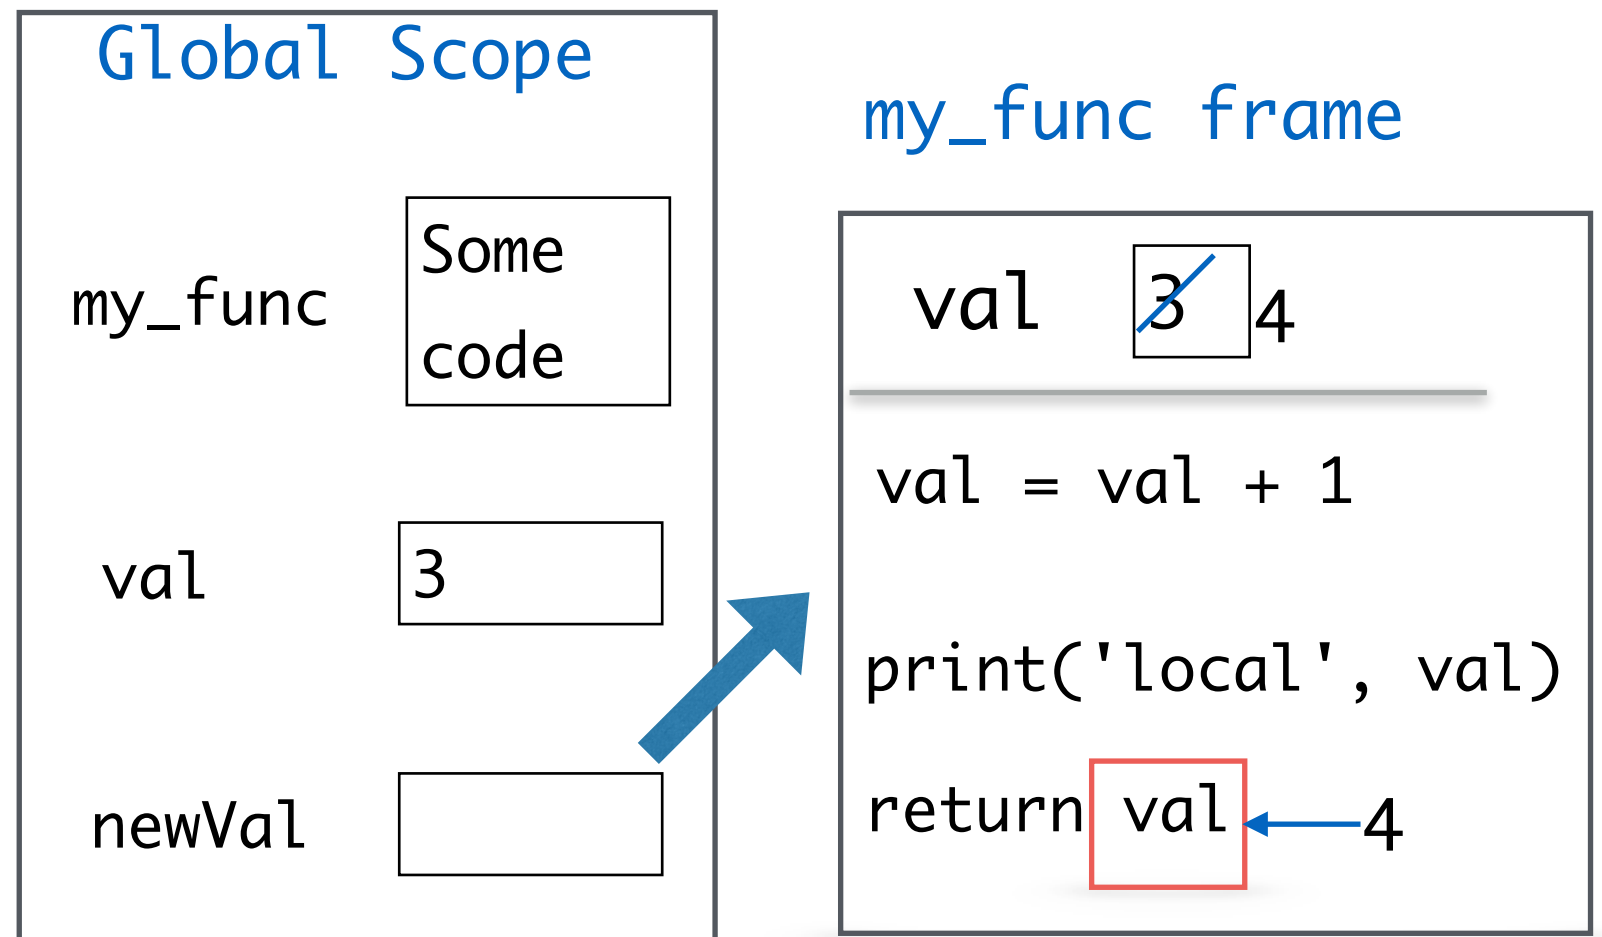 Global Scope
my_func
Some
code
val
3
newVal
my_func frame
val 3 4
val = val + 1
print('local', val)
return val 4